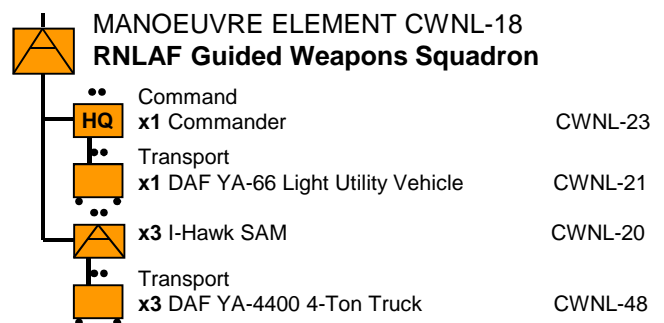 MANOEUVRE ELEMENT CWNL-18
RNLAF Guided Weapons Squadron
Command
HQ x1 Commander CWNL-23
Transport
x1 DAF YA-66 Light Utility Vehicle CWNL-21
x3 I-Hawk SAM CWNL-20
Transport
x3 DAF YA-4400 4-Ton Truck CWNL-48